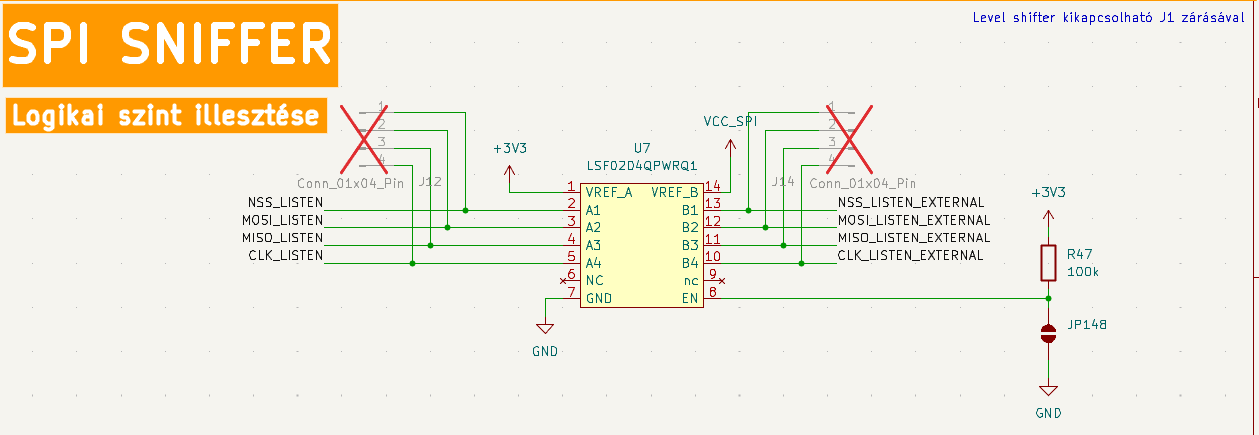 Level shifter kikapcsolható J1 zárásával
SPI SNIFFER
Logikai szint illesztése
1
2
3
4
Conn_01x04_Pin
J12
+3V3
U7
LSF0204QPWRQ1
VCC_SPI
1
2
3
4
J14
Conn_01x04_Pin
NSS_LISTEN
MOSI_LISTEN
MISO_LISTEN
CLK_LISTEN
1 VREF_A VREF_B 14
2 A1 B1 13
3 A2 B2 12
4 A3 B3 11
5 A4 B4 10
6 NC nc 9
7 GND EN 8
NSS_LISTEN_EXTERNAL
MOSI_LISTEN_EXTERNAL
MISO_LISTEN_EXTERNAL
CLK_LISTEN_EXTERNAL
+3V3
R47
100k
JP148
GND
GND